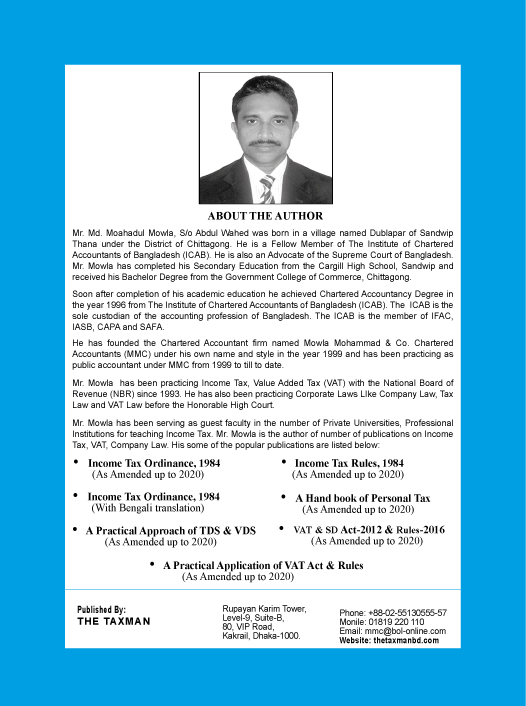 ABOUT THE AUTHOR
Mr. Md. Moahadul Mowla, S/o Abdul Wahed was born in a village named Dublapar of Sandwip
Thana under the District of Chittagong. He is a Fellow Member of The Institute of Chartered
Accountants of Bangladesh (ICAB). He is also an Advocate of the Supreme Court of Bangladesh.
Mr. Mowla has completed his Secondary Education from the Cargill High School, Sandwip and
received his Bachelor Degree from the Government College of Commerce, Chittagong.
Soon after completion of his academic education he achieved Chartered Accountancy Degree in
the year 1996 from The Institute of Chartered Accountants of Bangladesh (ICAB). The ICAB is the
sole custodian of the accounting profession of Bangladesh. The ICAB is the member of IFAC,
IASB, CAPA and SAFA.
He has founded the Chartered Accountant firm named Mowla Mohammad & Co. Chartered
Accountants (MMC) under his own name and style in the year 1999 and has been practicing as
public accountant under MMC from 1999 to till to date.
Mr. Mowla has been practicing Income Tax, Value Added Tax (VAT) with the National Board of
Revenue (NBR) since 1993. He has also been practicing Corporate Laws LIke Company Law, Tax
Law and VAT Law before the Honorable High Court.
Mr. Mowla has been serving as guest faculty in the number of Private Universities, Professional
Institutions for teaching Income Tax. Mr. Mowla is the author of number of publications on Income
Tax, VAT, Company Law. His some of the popular publications are listed below:
• Income Tax Ordinance, 1984
(As Amended up to 2020)
• Income Tax Rules, 1984
(As Amended up to 2020)
• Income Tax Ordinance, 1984
(With Bengali translation)
• A Hand book of Personal Tax
(As Amended up to 2020)
• A Practical Approach of TDS & VDS
(As Amended up to 2020)
• VAT & SD Act-2012 & Rules-2016
(As Amended up to 2020)
• A Practical Application of VAT Act & Rules
(As Amended up to 2020)
Published By:
THE TAXMAN
Rupayan Karim Tower,
Level-9, Suite-B,
80, VIP Road,
Kakrail, Dhaka-1000.
Phone: +88-02-55130555-57
Monile: 01819 220 110
Email: mmc@bol-online.com
Website: thetaxmanbd.com